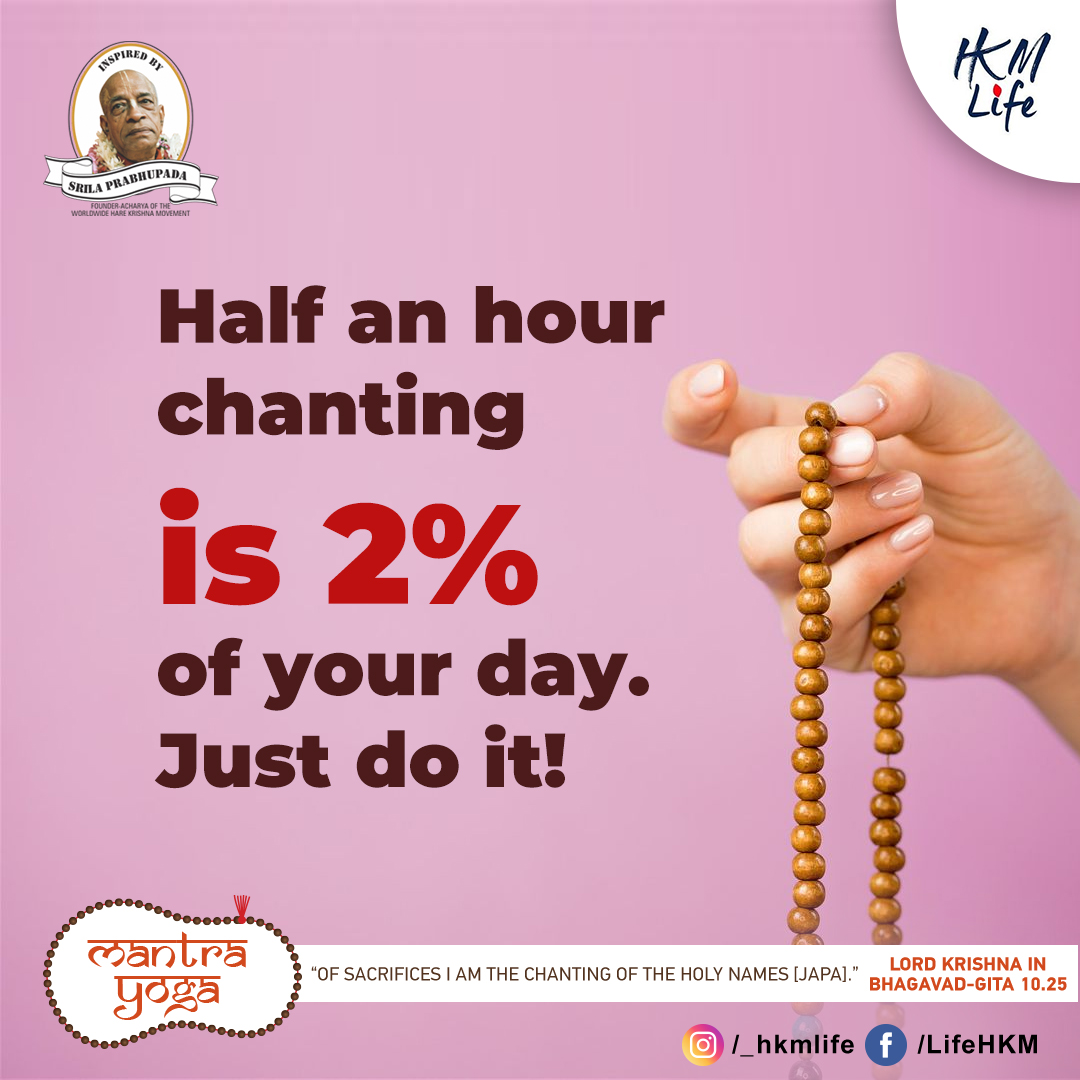 INSPIRED BY
SRILA PRABHUPADA
FOUNDER-ACHARYA OF THE
WORLDWIDE HARE KRISHNA MOVEMENT
HKM
Life
Half an hour
chanting
is 2%
of your day.
Just do it!
mantra
yoga
“OF SACRIFICES I AM THE CHANTING OF THE HOLY NAMES [JAPA].”
LORD KRISHNA IN
BHAGAVAD-GITA 10.25
/_hkmlife
/LifeHKM